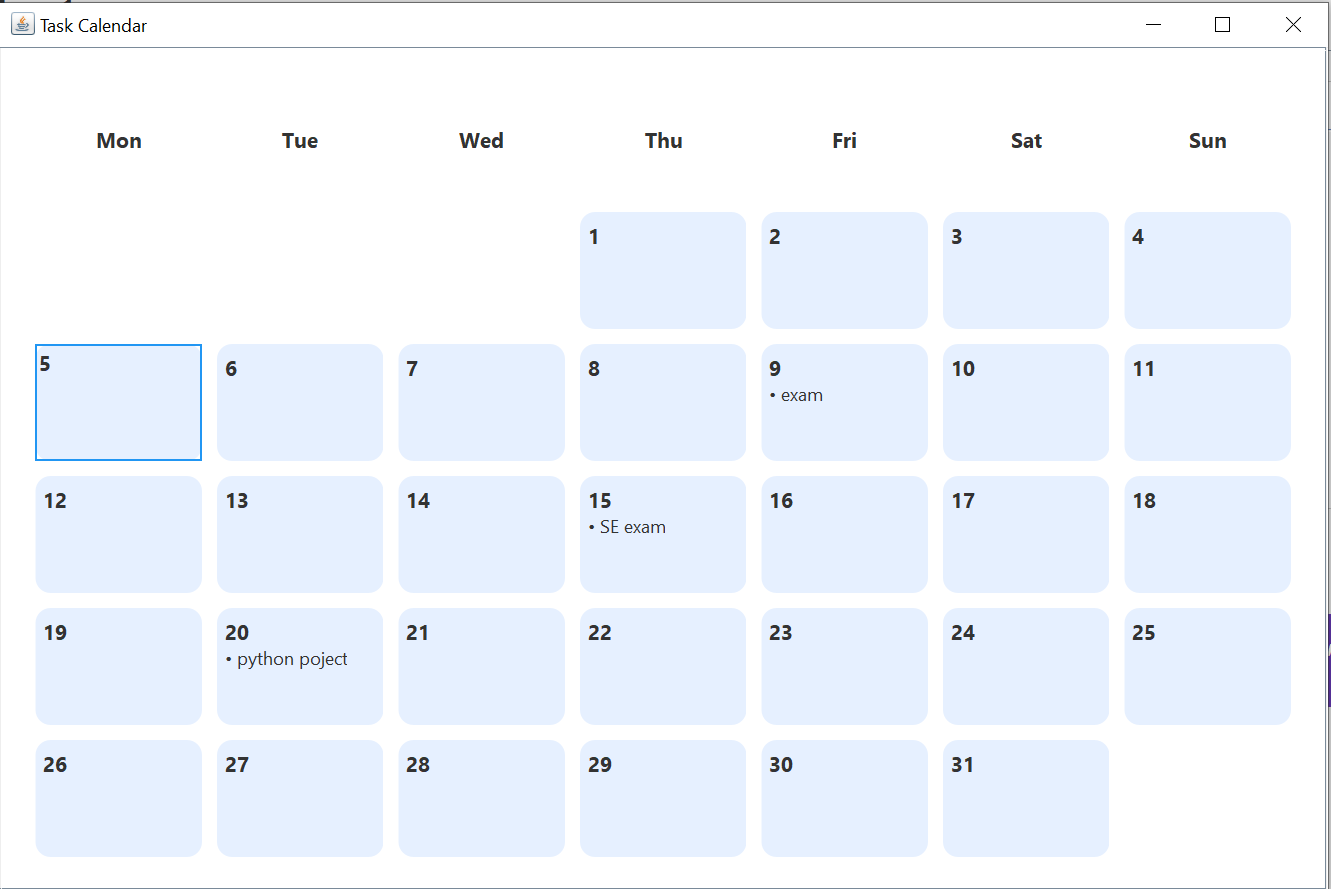 Task Calendar
Mon Tue Wed Thu Fri Sat Sun
1 2 3 4
5 6 7 8 9 10 11
• exam
12 13 14 15 16 17 18
• SE exam
19 20 21 22 23 24 25
• python poject
26 27 28 29 30 31